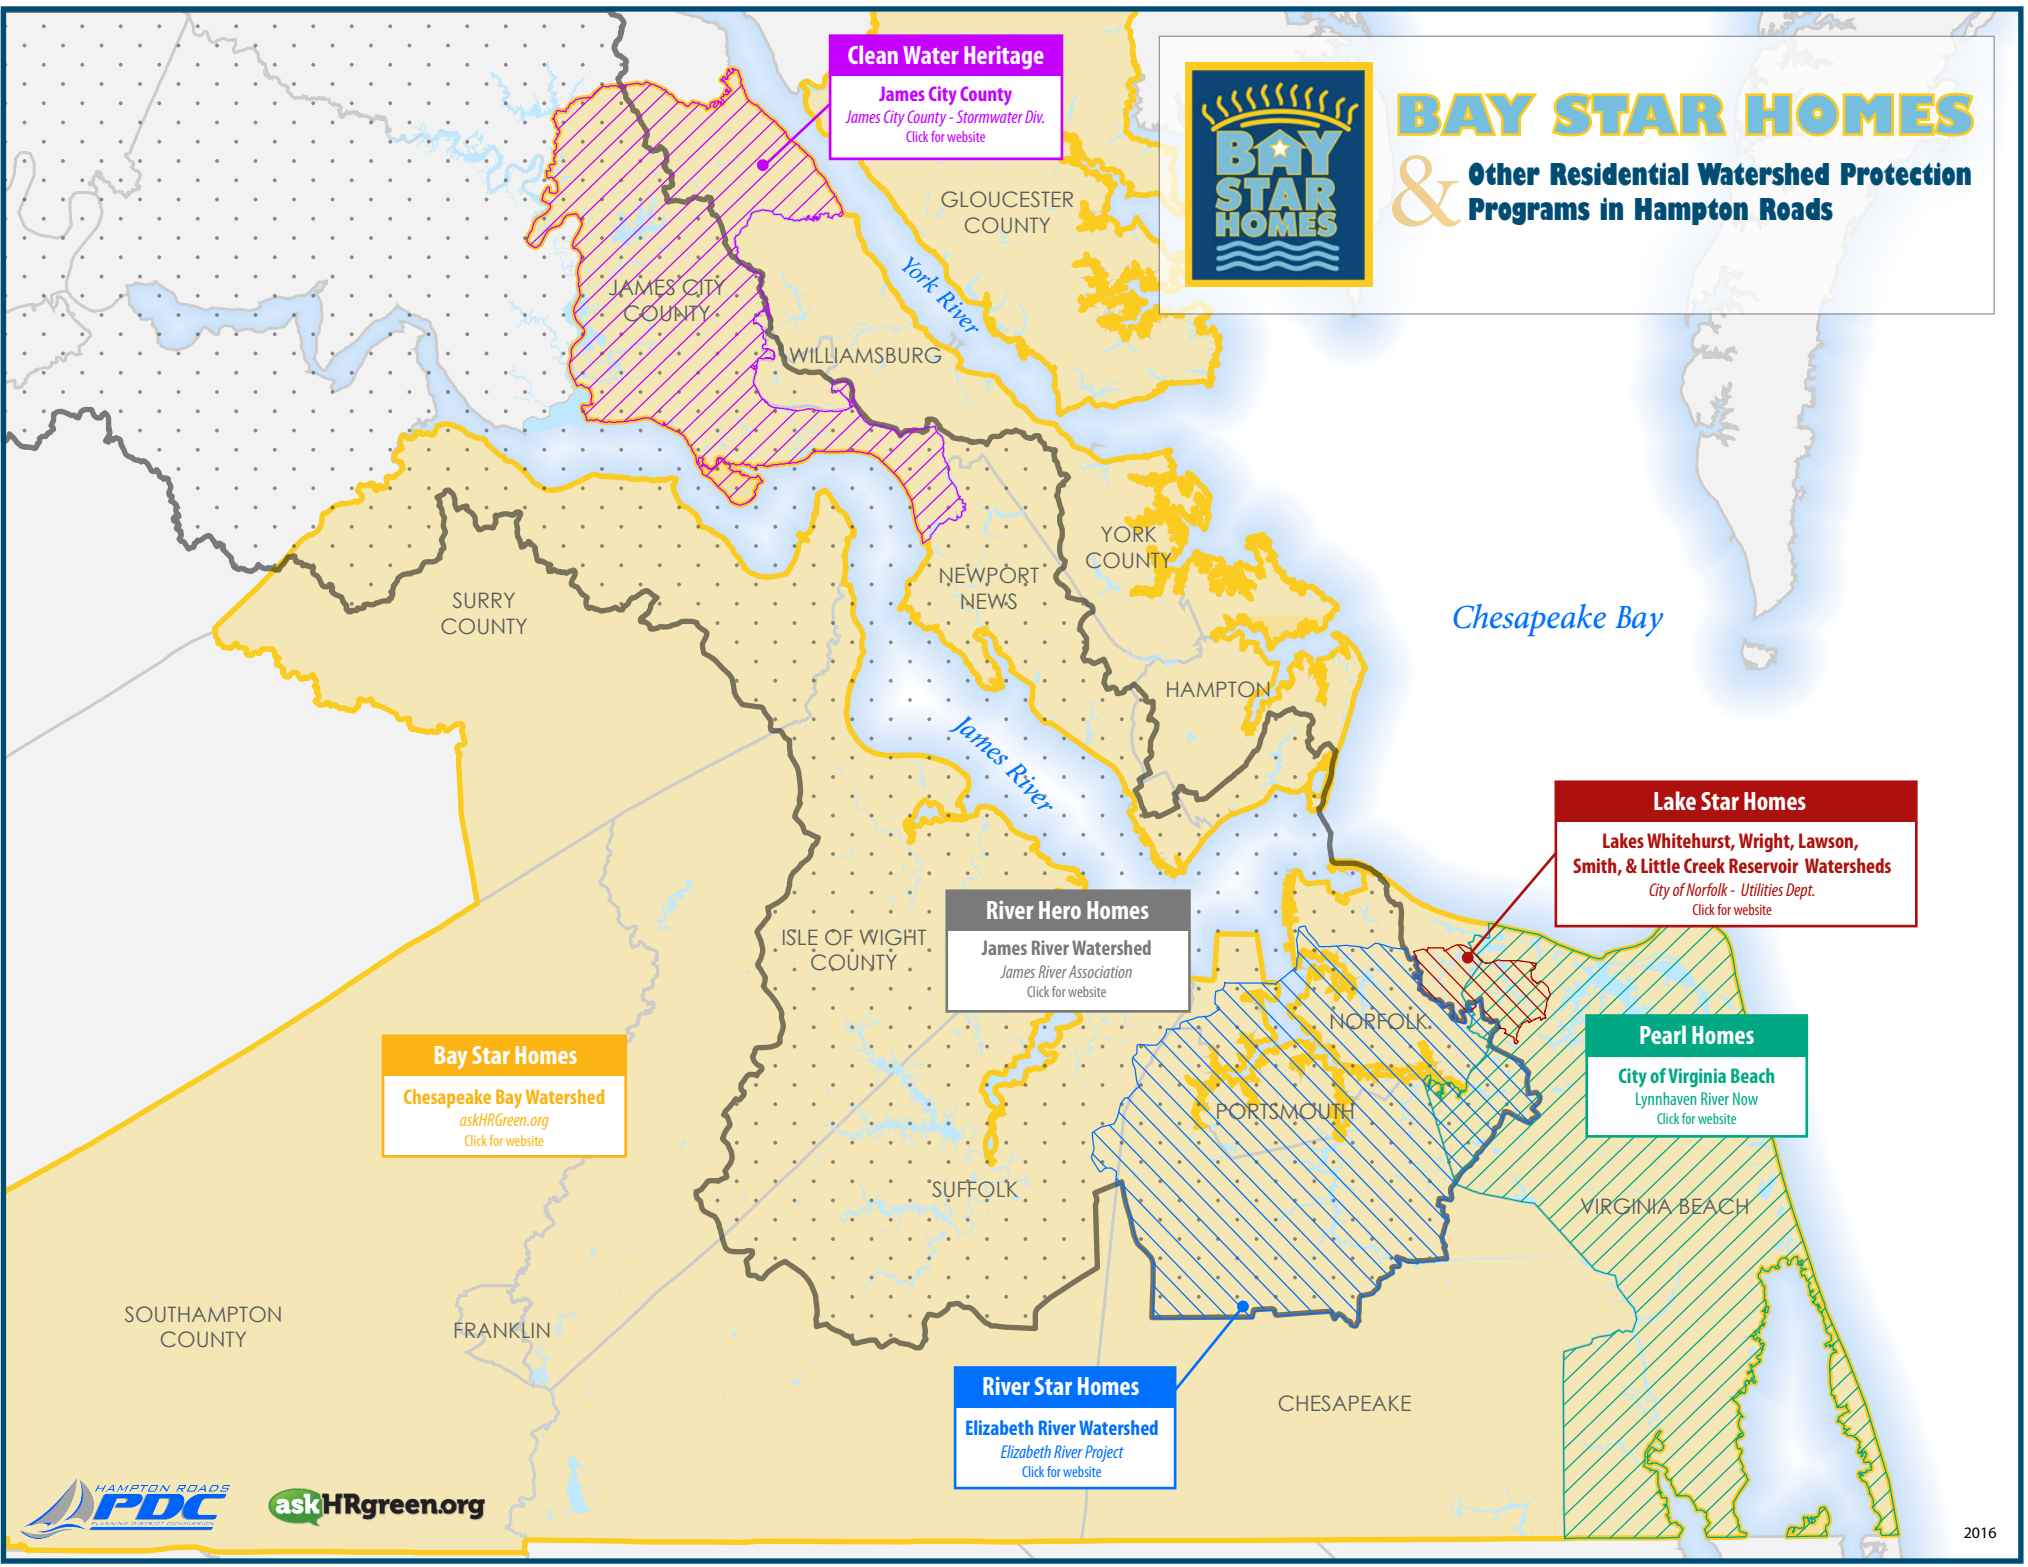 Clean Water Heritage
James City County
James City County - Stormwater Div.
Click for website
BAY
STAR
HOMES
BAY STAR HOMES
& Other Residential Watershed Protection
Programs in Hampton Roads
GLOUCESTER
COUNTY
York River
JAMES CITY
COUNTY
WILLIAMSBURG
YORK
COUNTY
NEWPORT
NEWS
SURRY
COUNTY
Chesapeake Bay
HAMPTON
James River
Lake Star Homes
Lakes Whitehurst, Wright, Lawson,
Smith, & Little Creek Reservoir Watersheds
City of Norfolk - Utilities Dept.
Click for website
River Hero Homes
James River Watershed
James River Association
Click for website
ISLE OF WIGHT
COUNTY
NORFOLK
Pearl Homes
City of Virginia Beach
Lynnhaven River Now
Click for website
Bay Star Homes
Chesapeake Bay Watershed
askHRGreen.org
Click for website
PORTSMOUTH
SUFFOLK
VIRGINIA BEACH
SOUTHAMPTON
COUNTY
FRANKLIN
River Star Homes
Elizabeth River Watershed
Elizabeth River Project
Click for website
CHESAPEAKE
HAMPTON ROADS
PDC
PLANNING DISTRICT COMMISSION
askHRgreen.org
2016